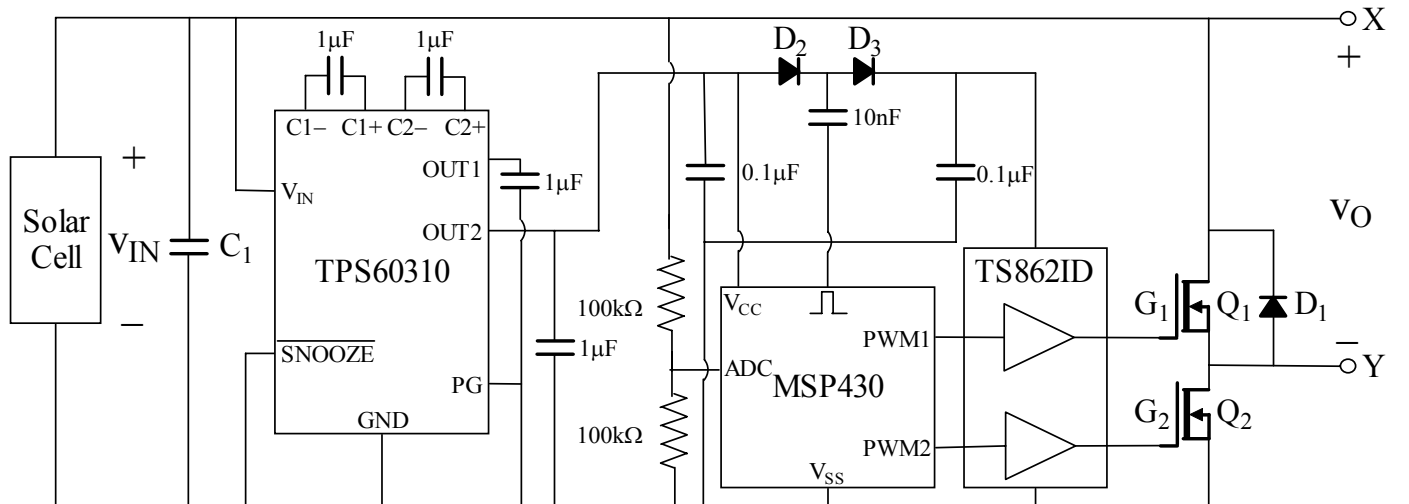 X
1μF
1μF
D2
D3
+
C1– C1+ C2– C2+
10nF
OUT1
+
1μF
0.1μF
0.1μF
VIN
Solar
Cell
vIN
C1
OUT2
vO
TPS60310
TS862ID
100kΩ
VCC
G1
Q1
D1
–
SNOOZE
1μF
PWM1
–
ADC
Y
PG
MSP430
GND
100kΩ
G2
Q2
PWM2
VSS